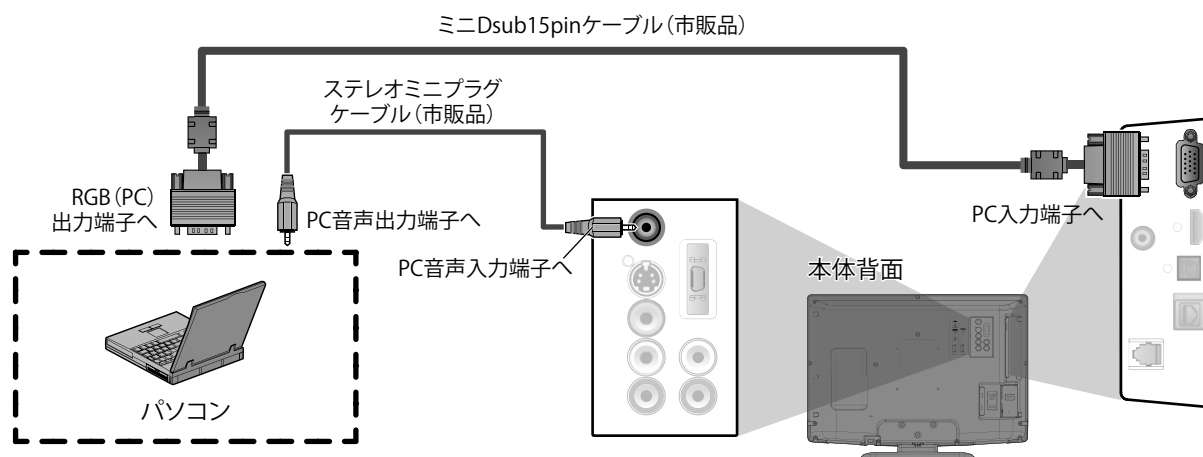 ミニDsub15pinケーブル（市販品）
ステレオミニプラグ
ケーブル（市販品）
RGB（PC）
出力端子へ
PC音声出力端子へ
PC音声入力端子へ
PC入力端子へ
本体背面
パソコン